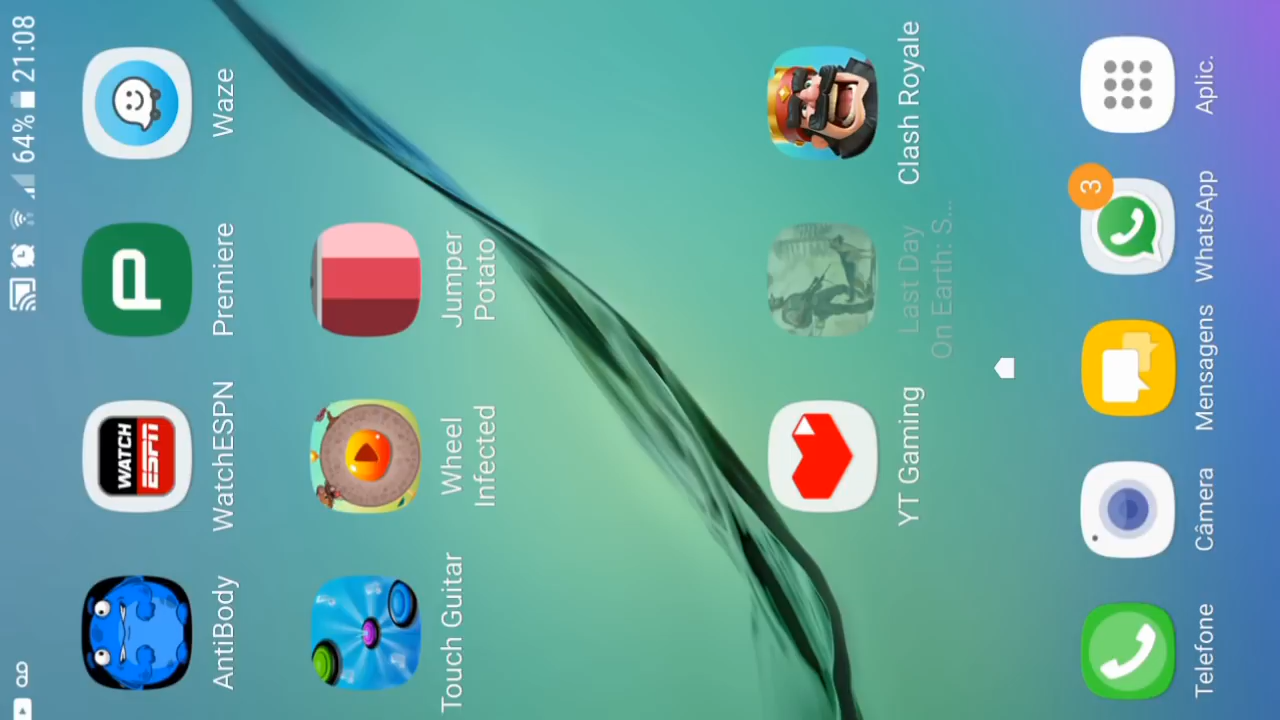 64% 21:08
AntiBody
WATCH
ESPN
WatchESPN
P
Premiere
Waze
Touch Guitar
Wheel
Infected
Jumper
Potato
YT Gaming
Last Day
On Earth: S...
Clash Royale
Telefone
Câmera
Mensagens
3
WhatsApp
Aplic.